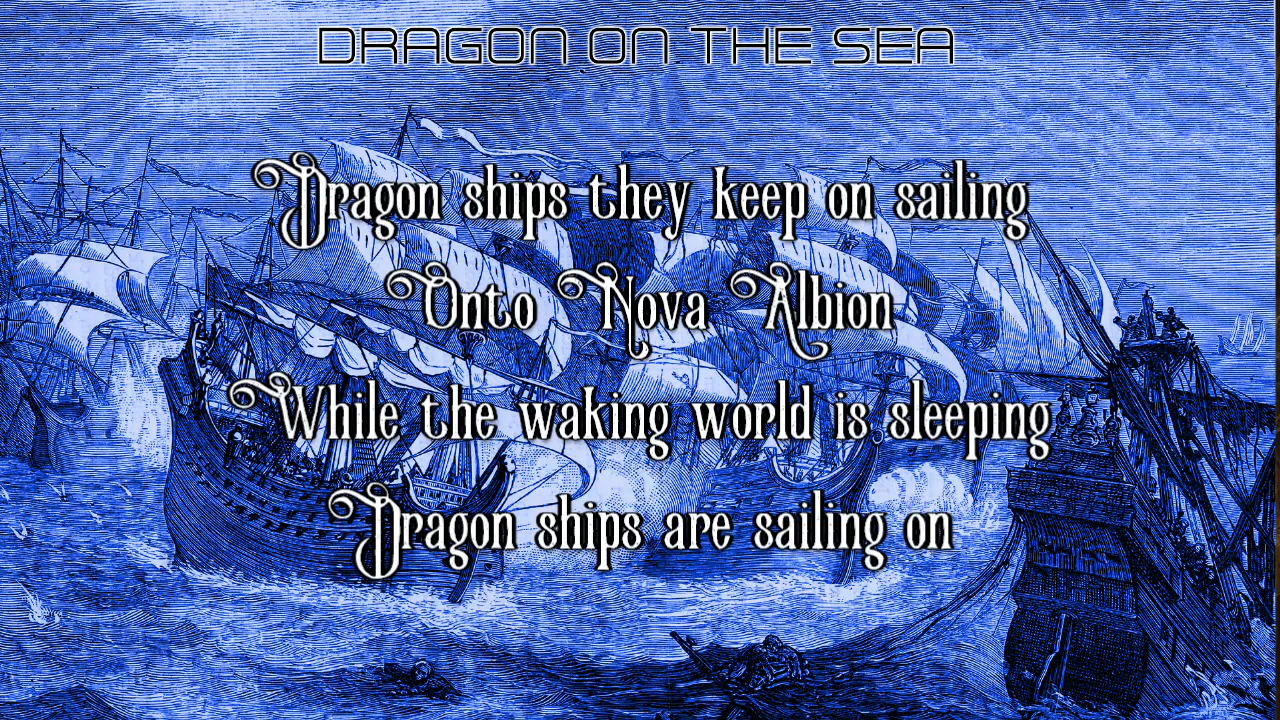 DRAGON ON THE SEA
Dragon ships they keep on sailing
Onto Nova Albion
While the waking world is sleeping
Dragon ships are sailing on